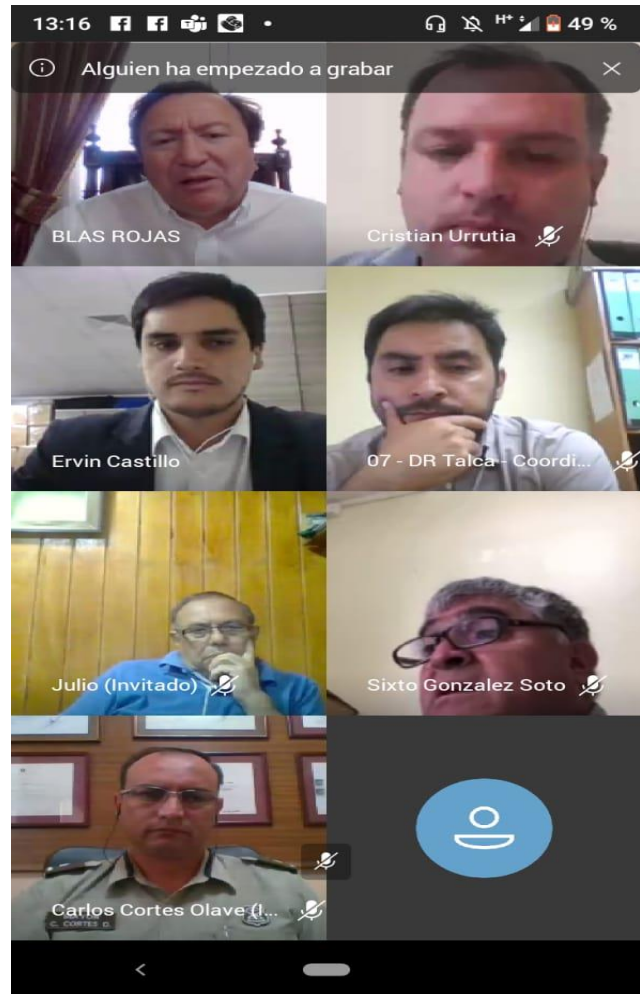 13:16
H+ 49 %
Alguien ha empezado a grabar
BLAS ROJAS
Cristian Urrutia
Ervin Castillo
07 - DR Talca - Coordi...
Julio (Invitado)
Sixto Gonzalez Soto
Carlos Cortes Olave (I...
C. CORTES